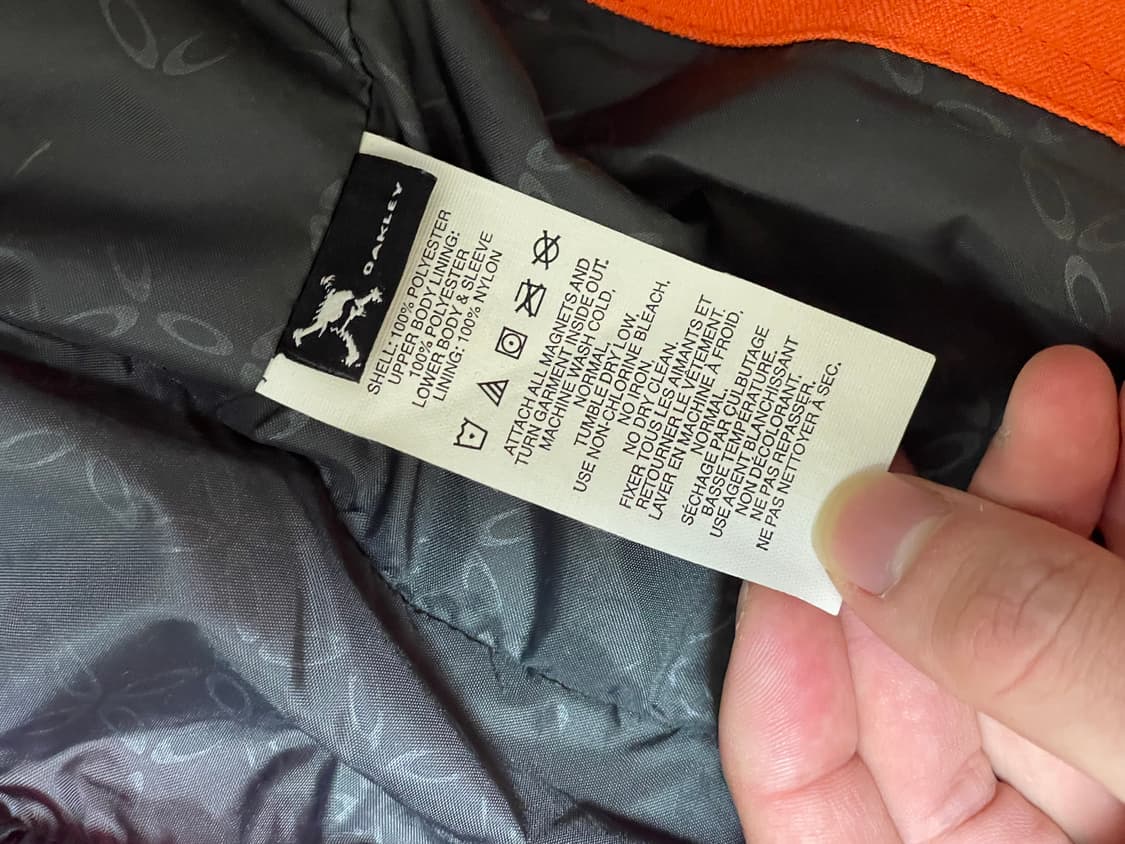 OAKLEY
SHELL: 100% POLYESTER
UPPER BODY LINING:
100% POLYESTER
LOWER BODY & SLEEVE
LINING: 100% NYLON
ATTACH ALL MAGNETS AND
TURN GARMENT INSIDE OUT.
MACHINE WASH COLD,
NORMAL.
TUMBLE DRY LOW.
USE NON-CHLORINE BLEACH,
NO IRON.
NO DRY CLEAN.
FIXER TOUS LES AIMANTS ET
RETOURNER LE VÊTEMENT.
LAVER EN MACHINE À FROID,
NORMAL.
SÉCHAGE PAR CULBUTAGE
BASSE TEMPÉRATURE.
USE AGENT BLANCHISSANT
NON DÉCOLORANT.
NE PAS REPASSER.
NE PAS NETTOYER À SEC.